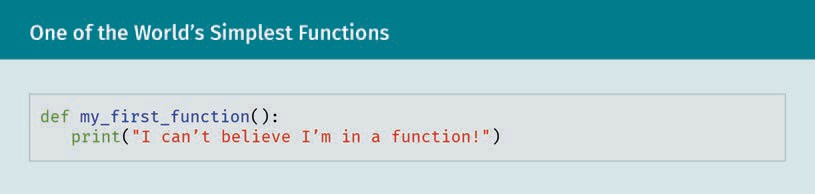 One of the World’s Simplest Functions
def my_first_function():
   print("I can’t believe I’m in a function!")